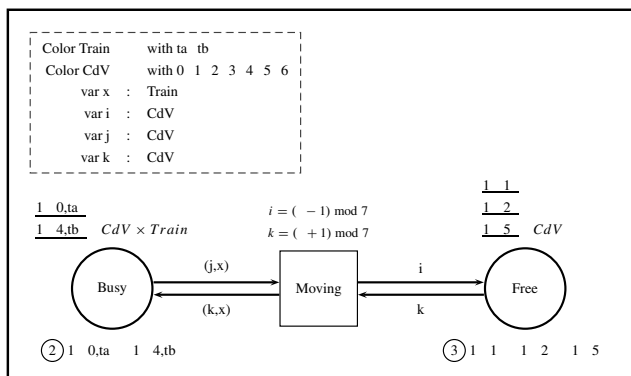 Color Train with ta tb
Color CdV with 0 1 2 3 4 5 6
var x : Train
var i : CdV
var j : CdV
var k : CdV
1 0,ta
1 4,tb
CdV × Train
i = ( − 1) mod 7
k = ( + 1) mod 7
1 1
1 2
1 5
CdV
Busy
(j,x)
(k,x)
Moving
i
k
Free
2 1 0,ta 1 4,tb
3 1 1 1 2 1 5